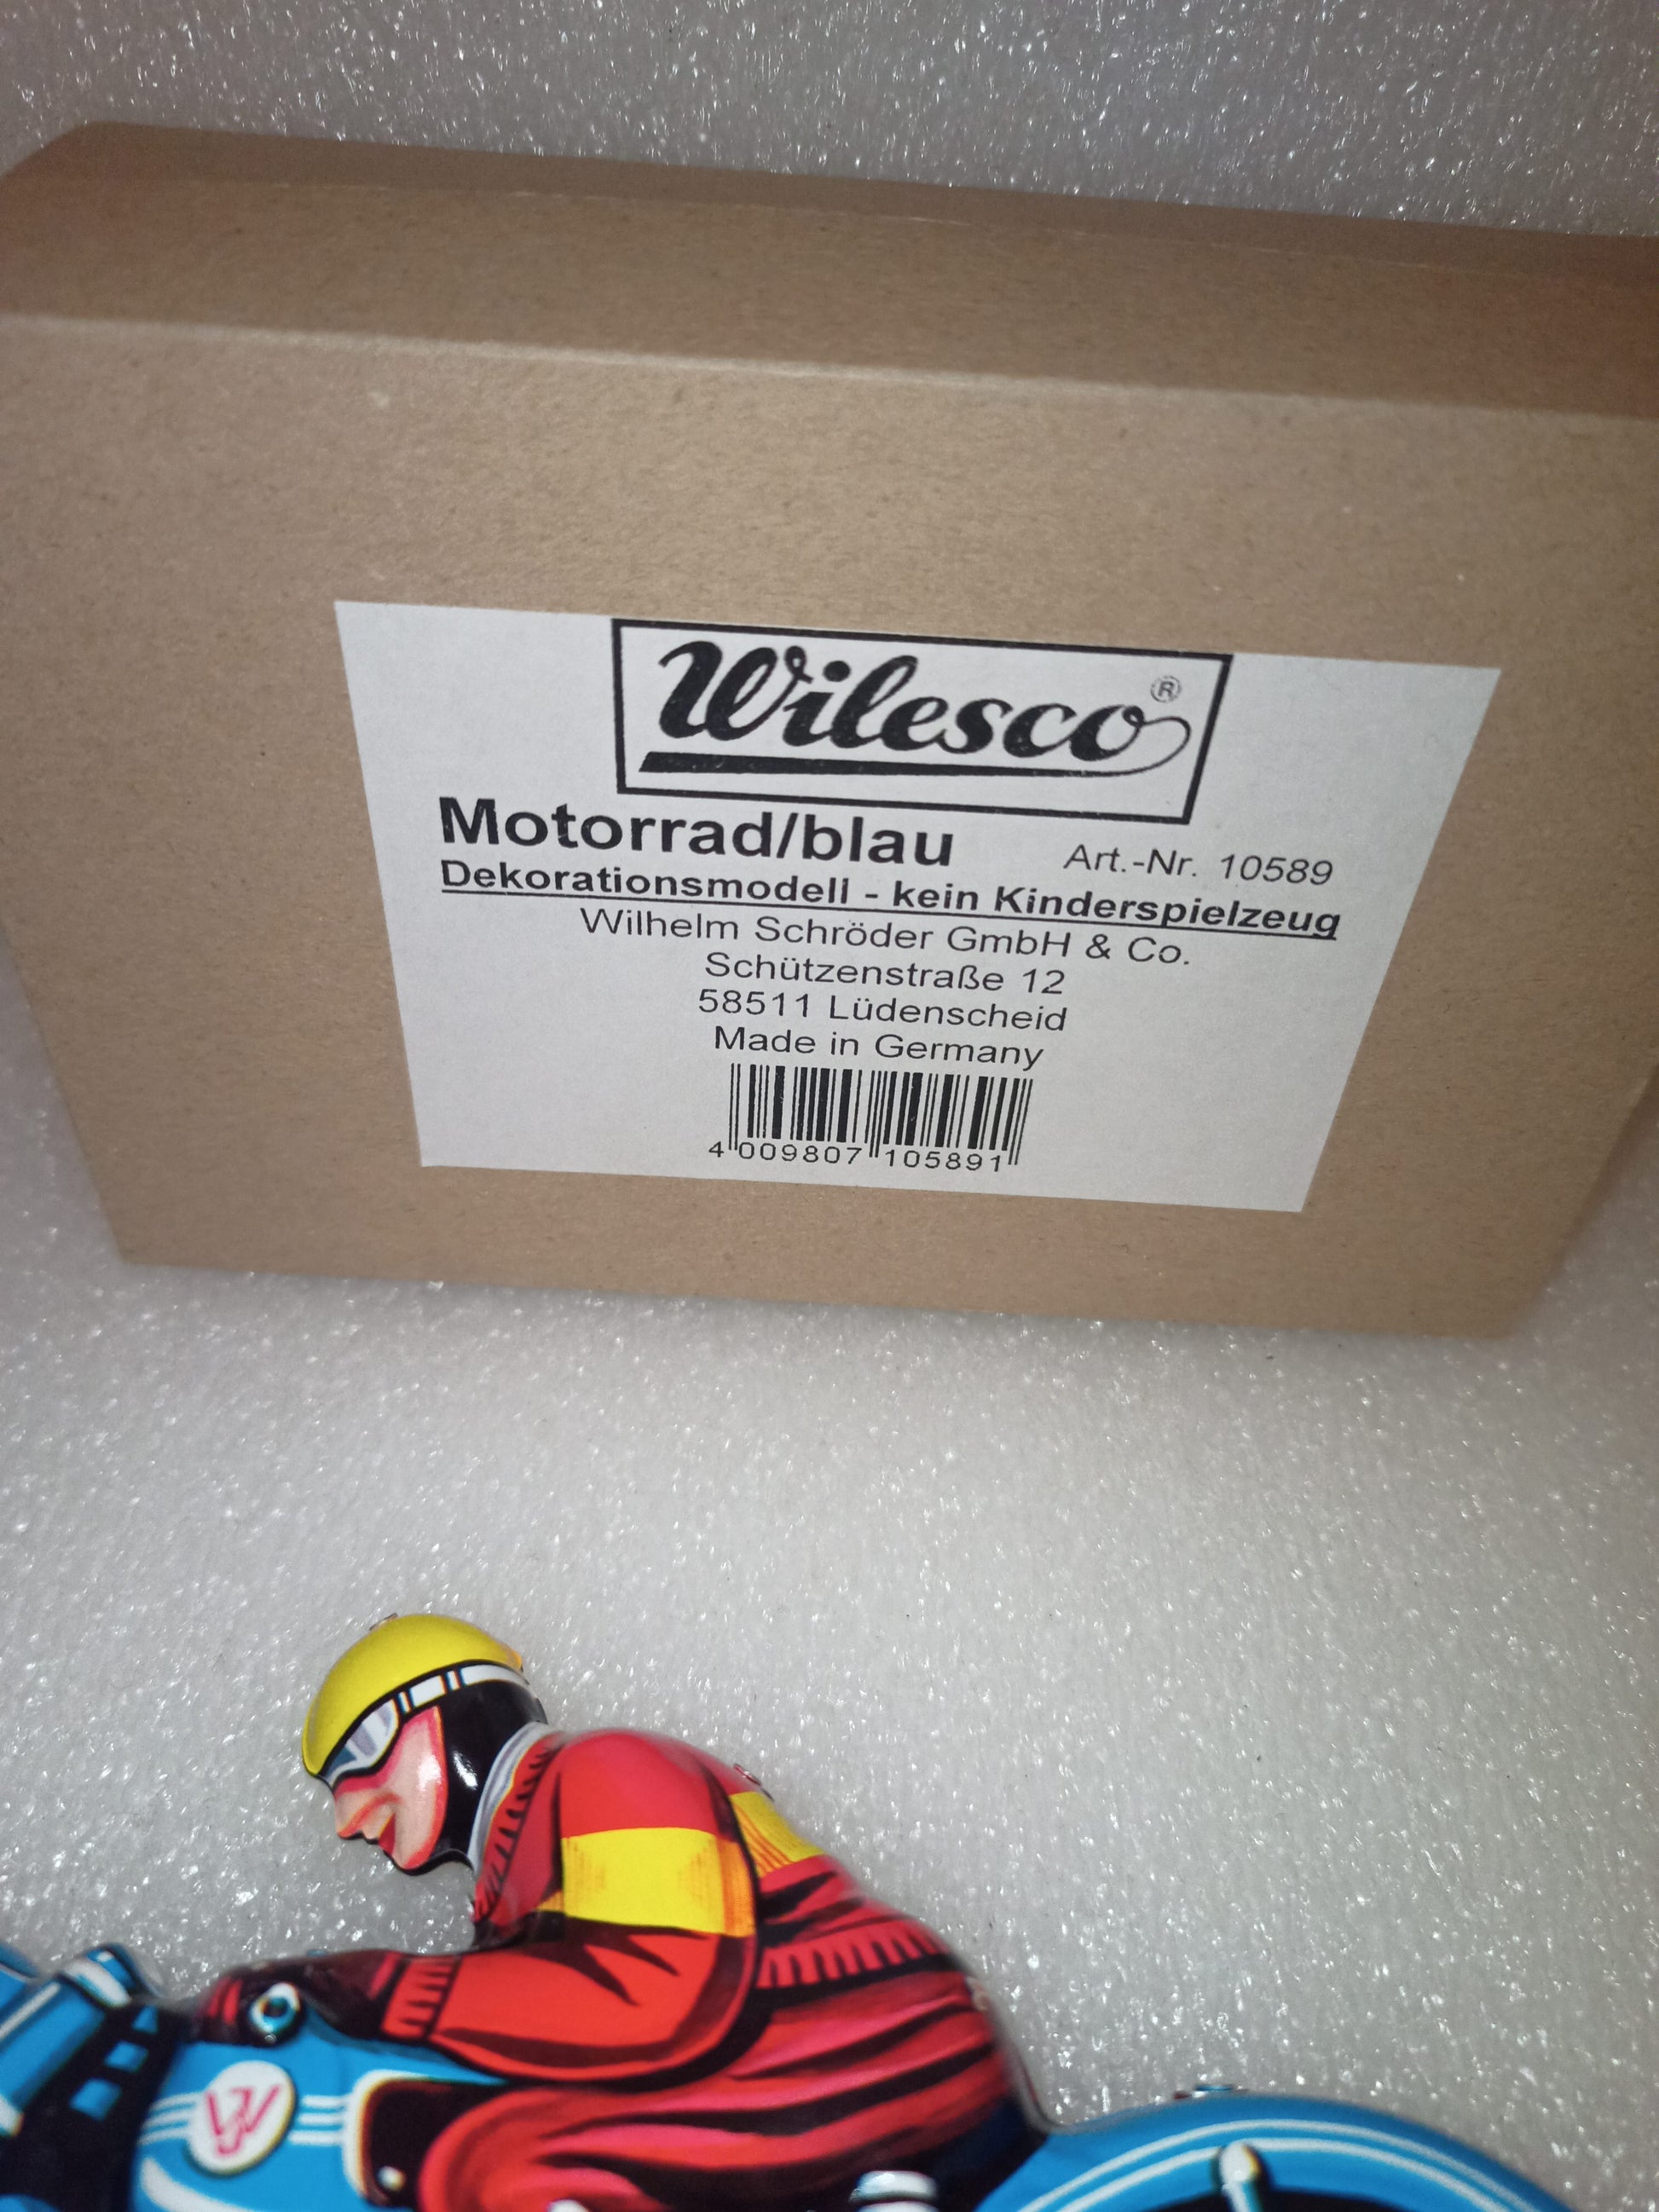 Wilesco®
Motorrad/blau Art.-Nr. 10589
Dekorationsmodell - kein Kinderspielzeug
Wilhelm Schröder GmbH & Co.
Schützenstraße 12
58511 Lüdenscheid
Made in Germany
4 009807 105891